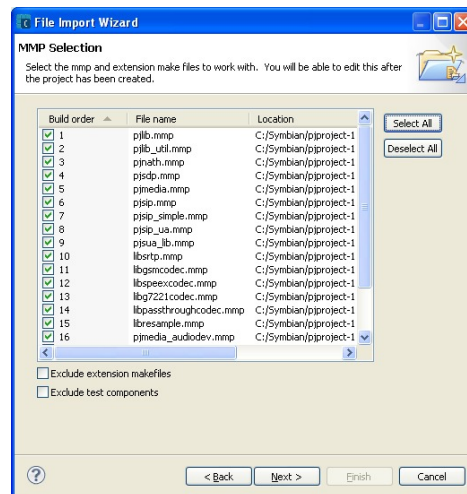 File Import Wizard
MMP Selection
Select the mmp and extension make files to work with. You will be able to edit this after
the project has been created.
Build order File name Location
1 pjlib.mmp C:/Symbian/pjproject-1
2 pjlib_util.mmp C:/Symbian/pjproject-1
3 pjnath.mmp C:/Symbian/pjproject-1
4 pjsdp.mmp C:/Symbian/pjproject-1
5 pjmedia.mmp C:/Symbian/pjproject-1
6 pjsip.mmp C:/Symbian/pjproject-1
7 pjsip_simple.mmp C:/Symbian/pjproject-1
8 pjsip_ua.mmp C:/Symbian/pjproject-1
9 pjsua_lib.mmp C:/Symbian/pjproject-1
10 libsrtp.mmp C:/Symbian/pjproject-1
11 libgsmcodec.mmp C:/Symbian/pjproject-1
12 libspeexcodec.mmp C:/Symbian/pjproject-1
13 libg7221codec.mmp C:/Symbian/pjproject-1
14 libpassthroughcodec.mmp C:/Symbian/pjproject-1
15 libresample.mmp C:/Symbian/pjproject-1
16 pjmedia_audiodev.mmp C:/Symbian/pjproject-1
Select All
Deselect All
Exclude extension makefiles
Exclude test components
? < Back Next > Finish Cancel